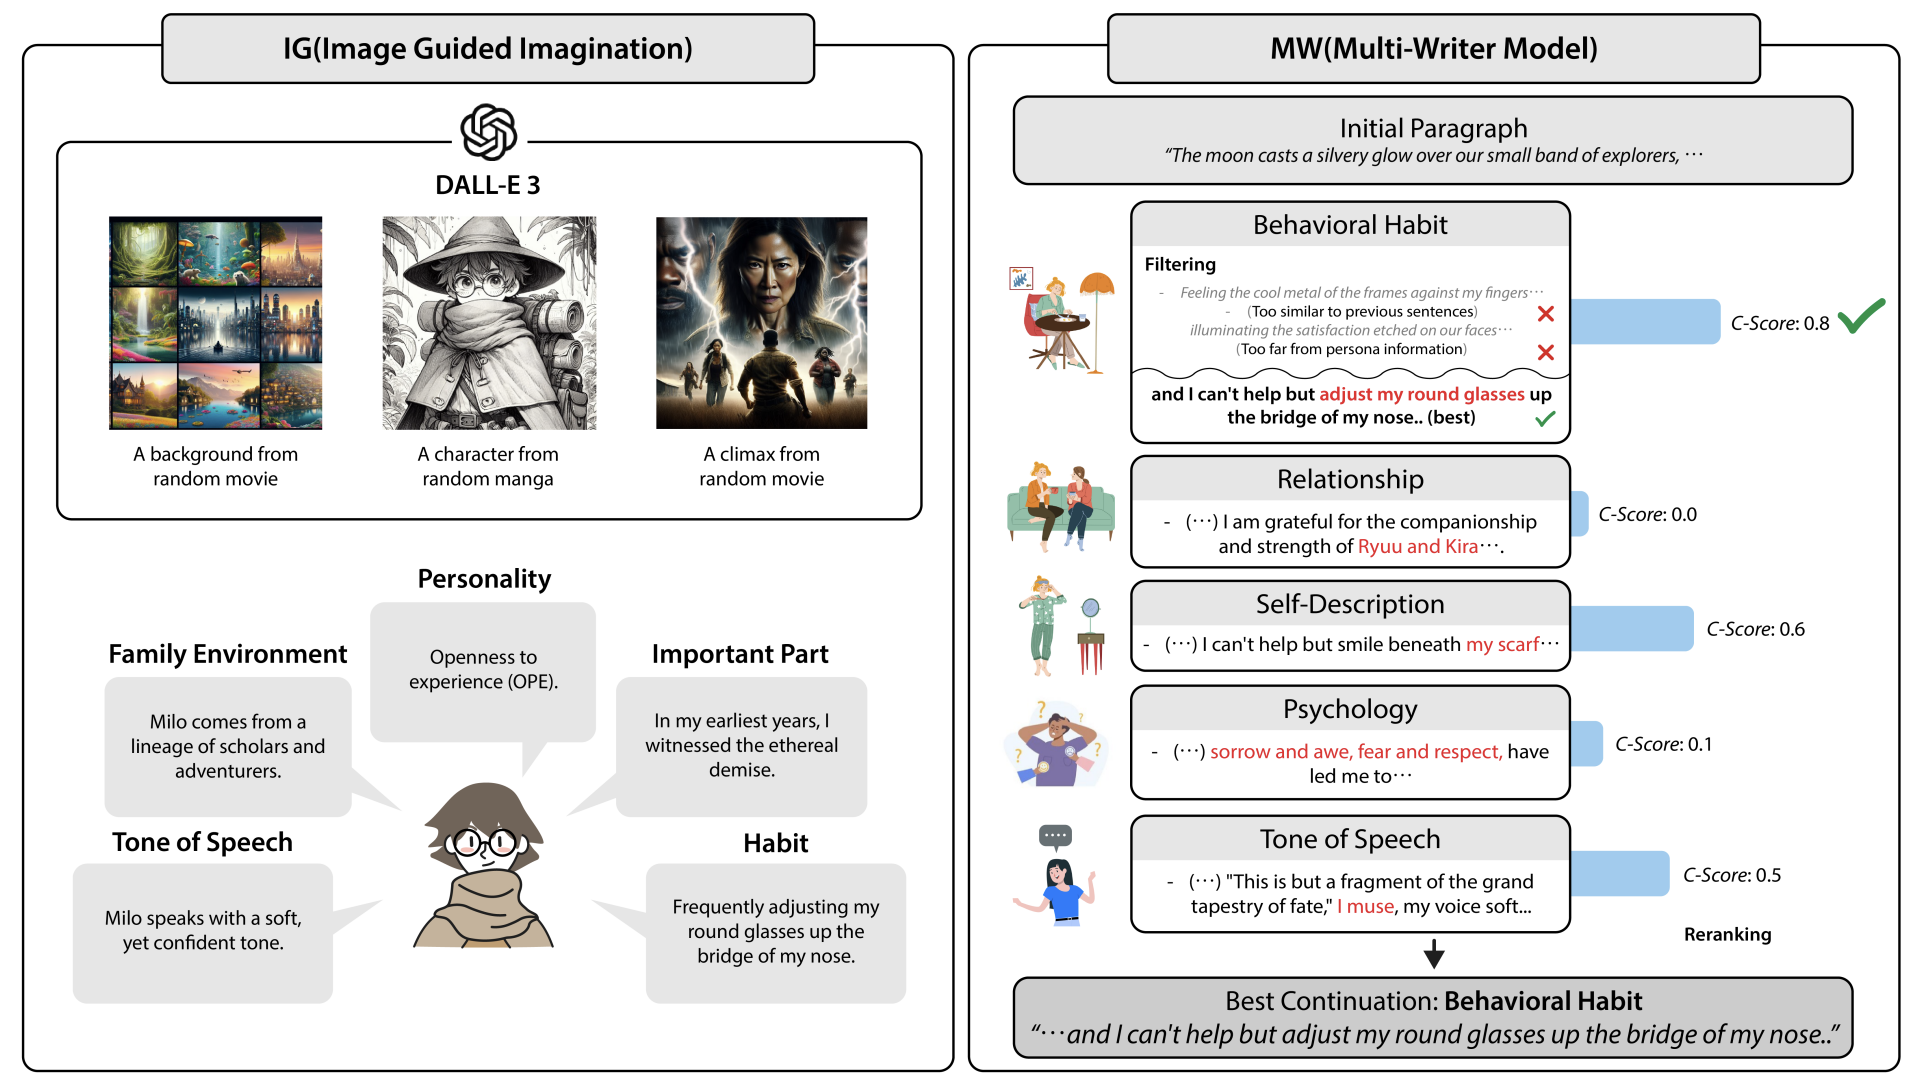 IG(Image Guided Imagination)
DALL-E 3
A background from
random movie
A character from
random manga
A climax from
random movie
Personality
Openness to
experience (OPE).
Family Environment
Milo comes from a
lineage of scholars and
adventurers.
Important Part
In my earliest years, I
witnessed the ethereal
demise.
Tone of Speech
Milo speaks with a soft,
yet confident tone.
Habit
Frequently adjusting my
round glasses up the
bridge of my nose.
MW(Multi-Writer Model)
Initial Paragraph
“The moon casts a silvery glow over our small band of explorers, ···
Behavioral Habit
Filtering
- Feeling the cool metal of the frames against my fingers···
- (Too similar to previous sentences)
illuminating the satisfaction etched on our faces···
(Too far from persona information)
and I can't help but adjust my round glasses up
the bridge of my nose.. (best)
C-Score: 0.8
Relationship
- (···) I am grateful for the companionship
and strength of Ryuu and Kira···.
C-Score: 0.0
Self-Description
- (···) I can't help but smile beneath my scarf···
C-Score: 0.6
Psychology
- (···) sorrow and awe, fear and respect, have
led me to···
C-Score: 0.1
Tone of Speech
- (···) "This is but a fragment of the grand
tapestry of fate," I muse, my voice soft...
C-Score: 0.5
Reranking
Best Continuation: Behavioral Habit
“···and I can't help but adjust my round glasses up the bridge of my nose..”